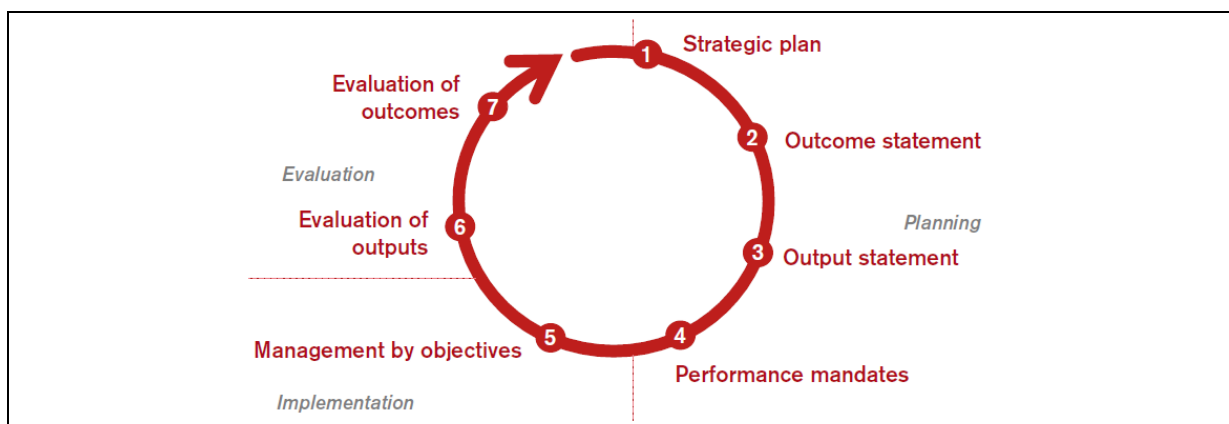 1
Strategic plan
2
Outcome statement
Planning
3
Output statement
4
Performance mandates
5
Management by objectives
Implementation
6
Evaluation of
outputs
Evaluation
7
Evaluation of
outcomes